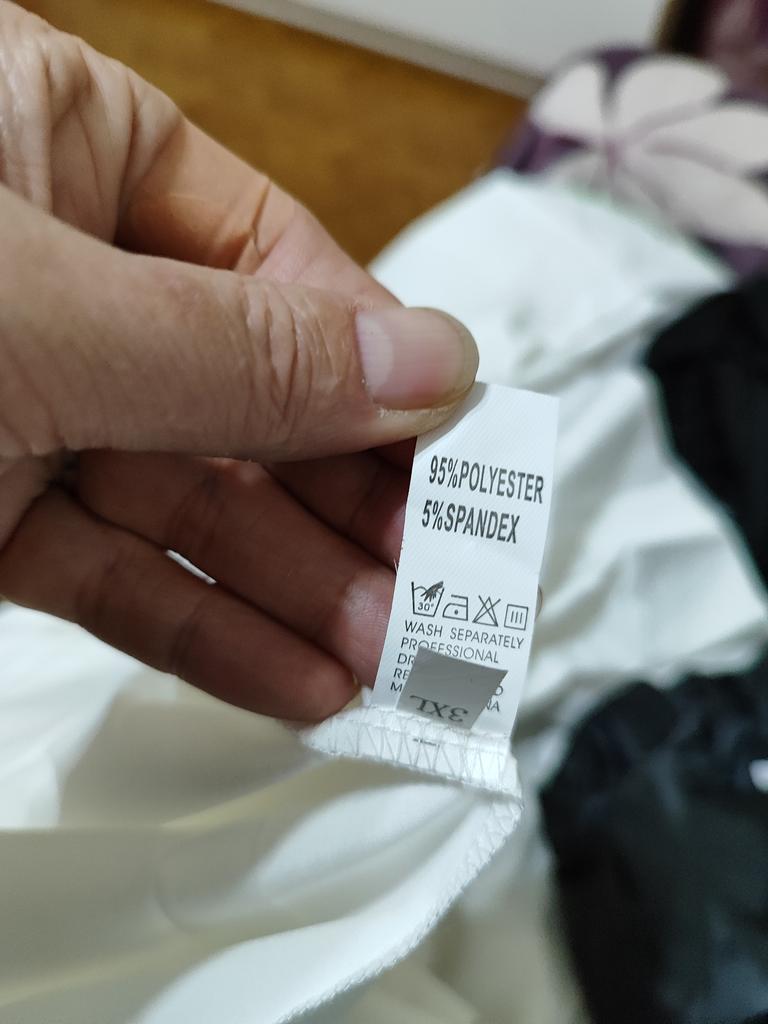 95%POLYESTER
5%SPANDEX
30°
WASH SEPARATELY
PROFESSIONAL
3XL